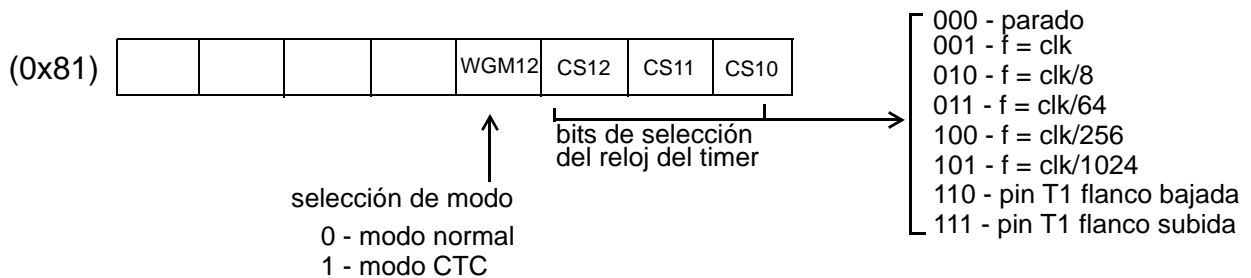 (0x81)
WGM12 CS12 CS11 CS10
bits de selección
del reloj del timer
selección de modo
0 - modo normal
1 - modo CTC
000 - parado
001 - f = clk
010 - f = clk/8
011 - f = clk/64
100 - f = clk/256
101 - f = clk/1024
110 - pin T1 flanco bajada
111 - pin T1 flanco subida